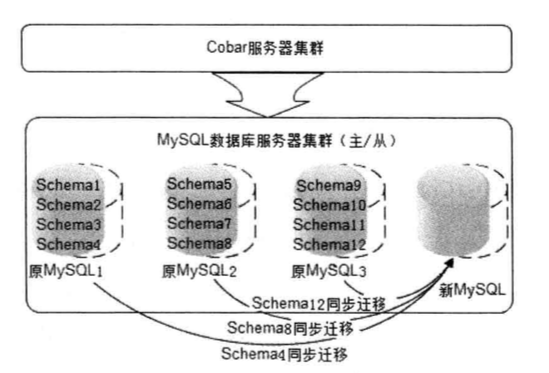 Cobar服务器集群
MySQL数据库服务器集群（主/从）
Schema1
Schema2
Schema3
Schema4
原MySQL1
Schema5
Schema6
Schema7
Schema8
原MySQL2
Schema9
Schema10
Schema11
Schema12
原MySQL3
新MySQL
Schema12同步迁移
Schema8同步迁移
Schema4同步迁移